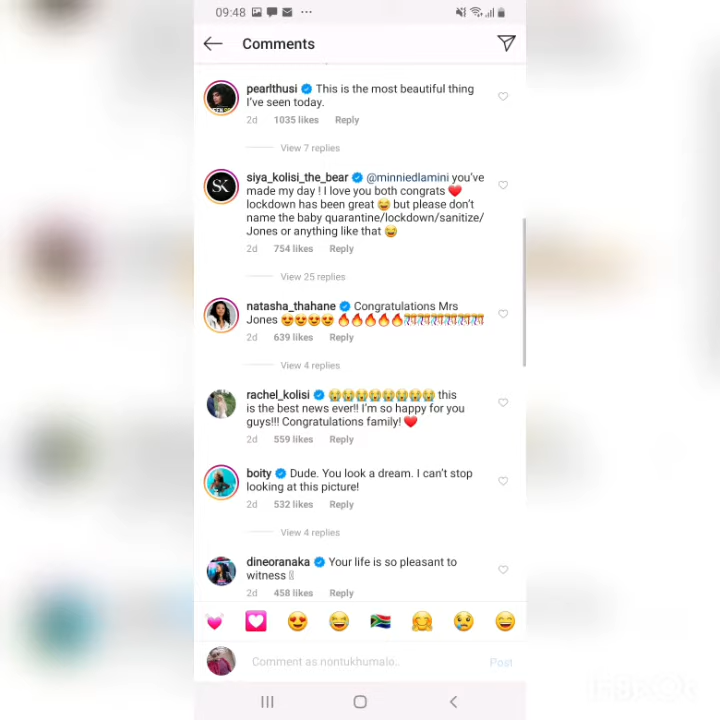 09:48
Comments
pearlthusi This is the most beautiful thing
I've seen today.
2d 1035 likes Reply
View 7 replies
SK
siya_kolisi_the_bear @minniedlamini you've
made my day ! I love you both congrats ❤️
lockdown has been great 😂 but please don't
name the baby quarantine/lockdown/sanitize/
Jones or anything like that 😂
2d 754 likes Reply
View 25 replies
natasha_thahane Congratulations Mrs
Jones 😍😍😍😍🔥🔥🔥🔥🔥🎊🎊🎊🎊🎊🎊
2d 639 likes Reply
View 4 replies
rachel_kolisi 😭😭😭😭😭😭😭😭 this
is the best news ever!! I'm so happy for you
guys!!! Congratulations family! ❤️
2d 559 likes Reply
boity Dude. You look a dream. I can't stop
looking at this picture!
2d 532 likes Reply
View 4 replies
dineoranaka Your life is so pleasant to
witness
2d 458 likes Reply
Comment as nontukhumalo.. Post